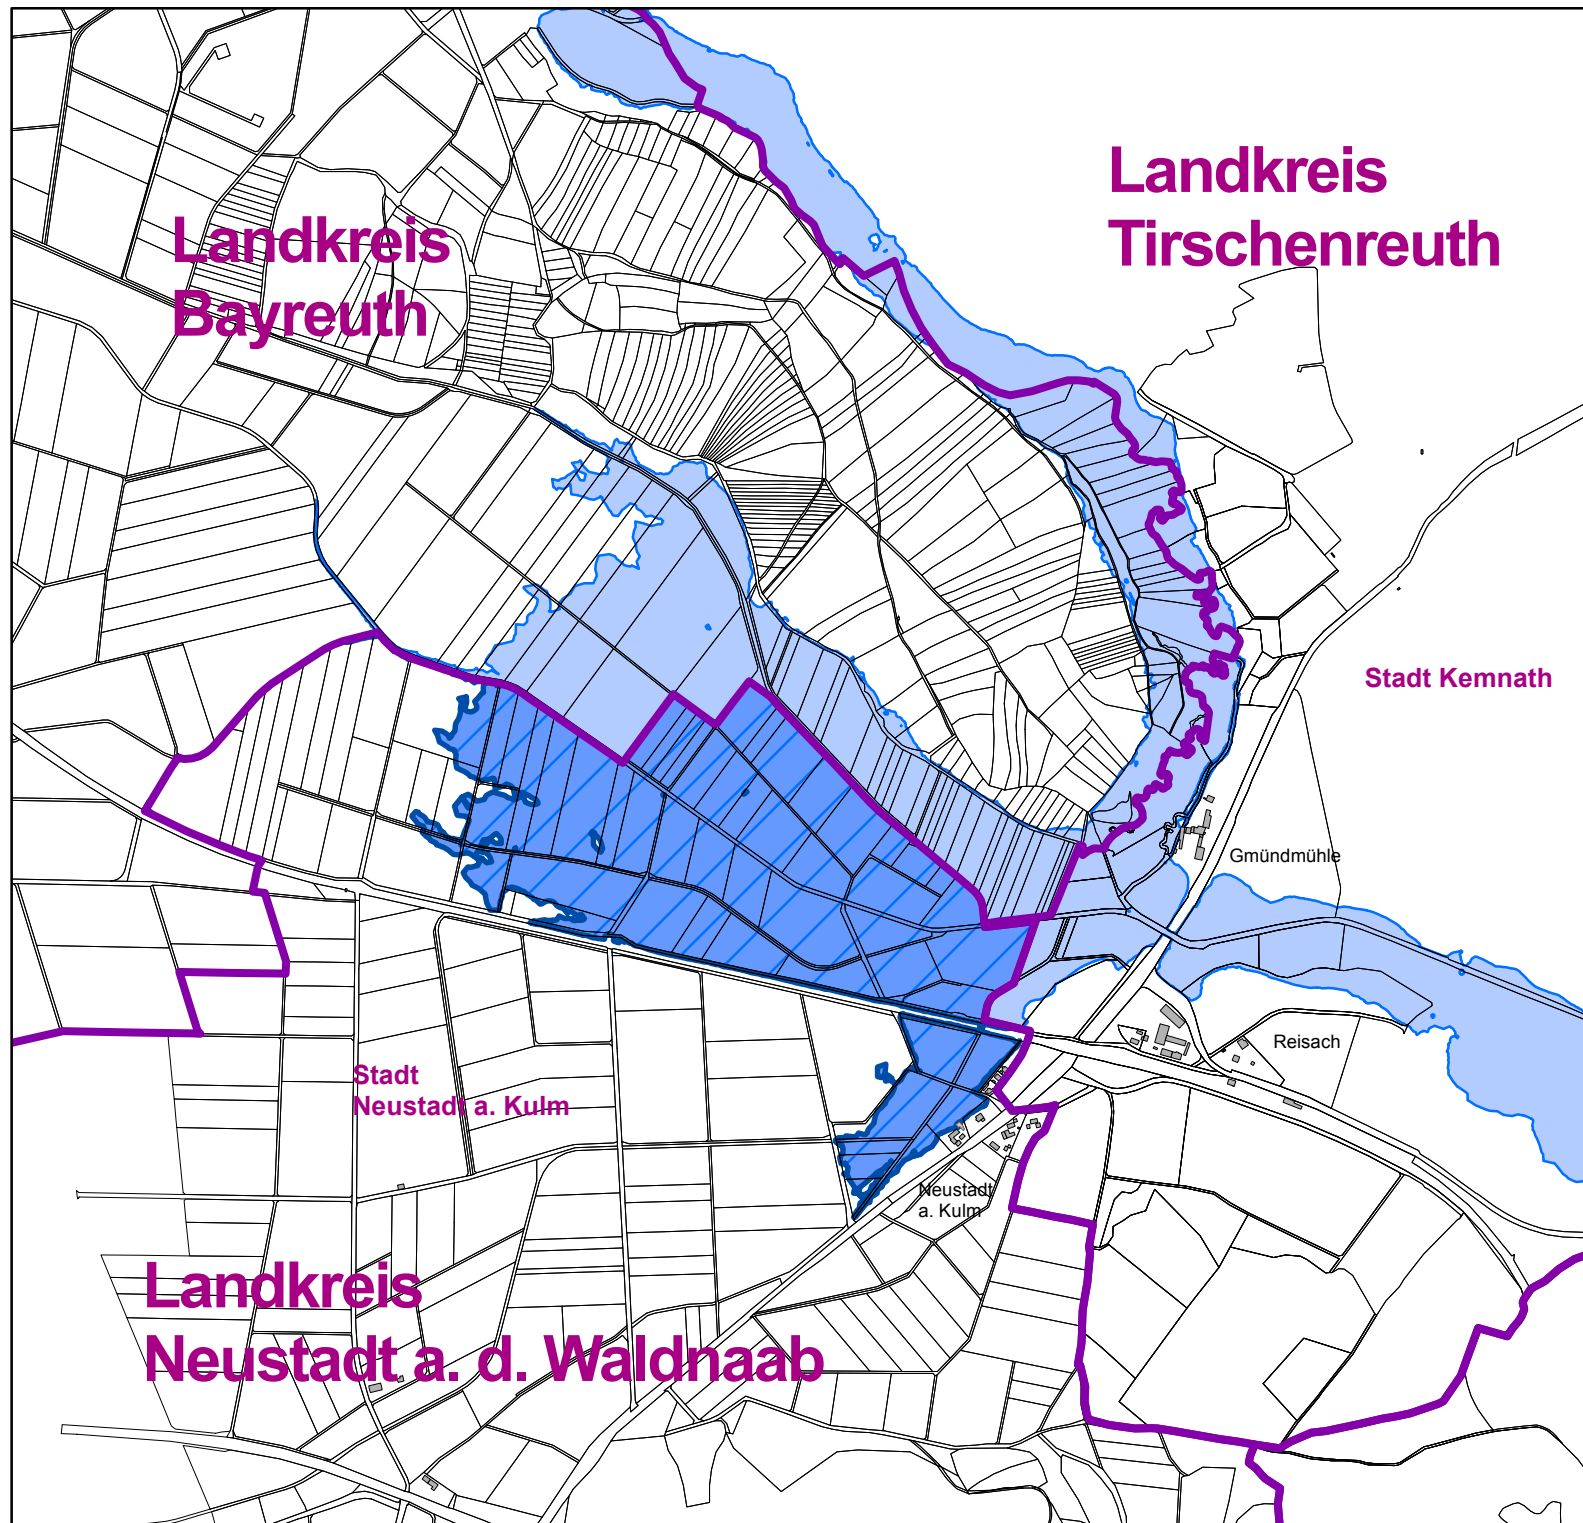 Landkreis
Tirschenreuth
Landkreis
Bayreuth
Stadt Kemnath
Gmündmühle
Reisach
Stadt
Neustadt a. Kulm
Neustadt
a. Kulm
Landkreis
Neustadt a. d. Waldnaab